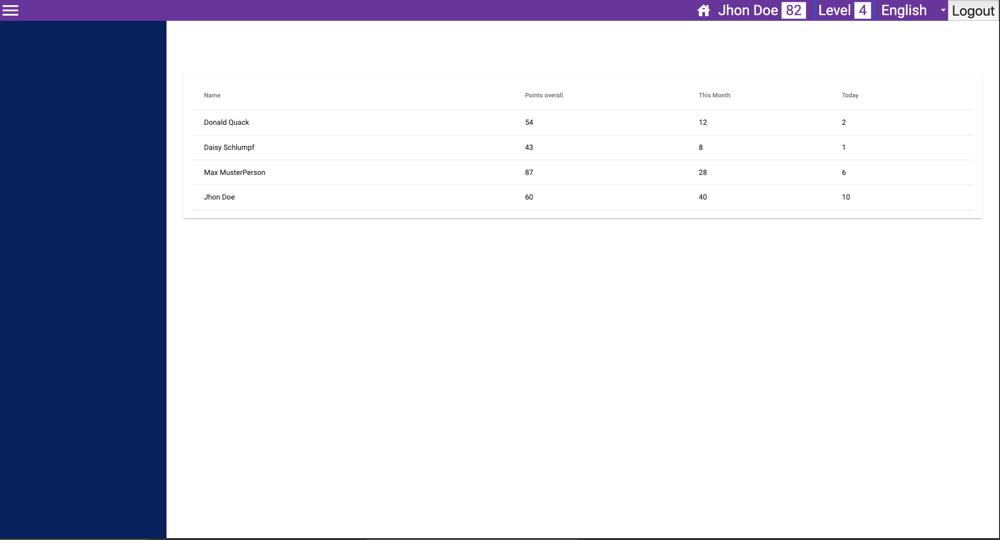 Jhon Doe 82 Level 4 English Logout
Name Points overall This Month Today
Donald Quack 54 12 2
Daisy Schlumpf 43 8 1
Max MusterPerson 87 28 6
Jhon Doe 60 40 10